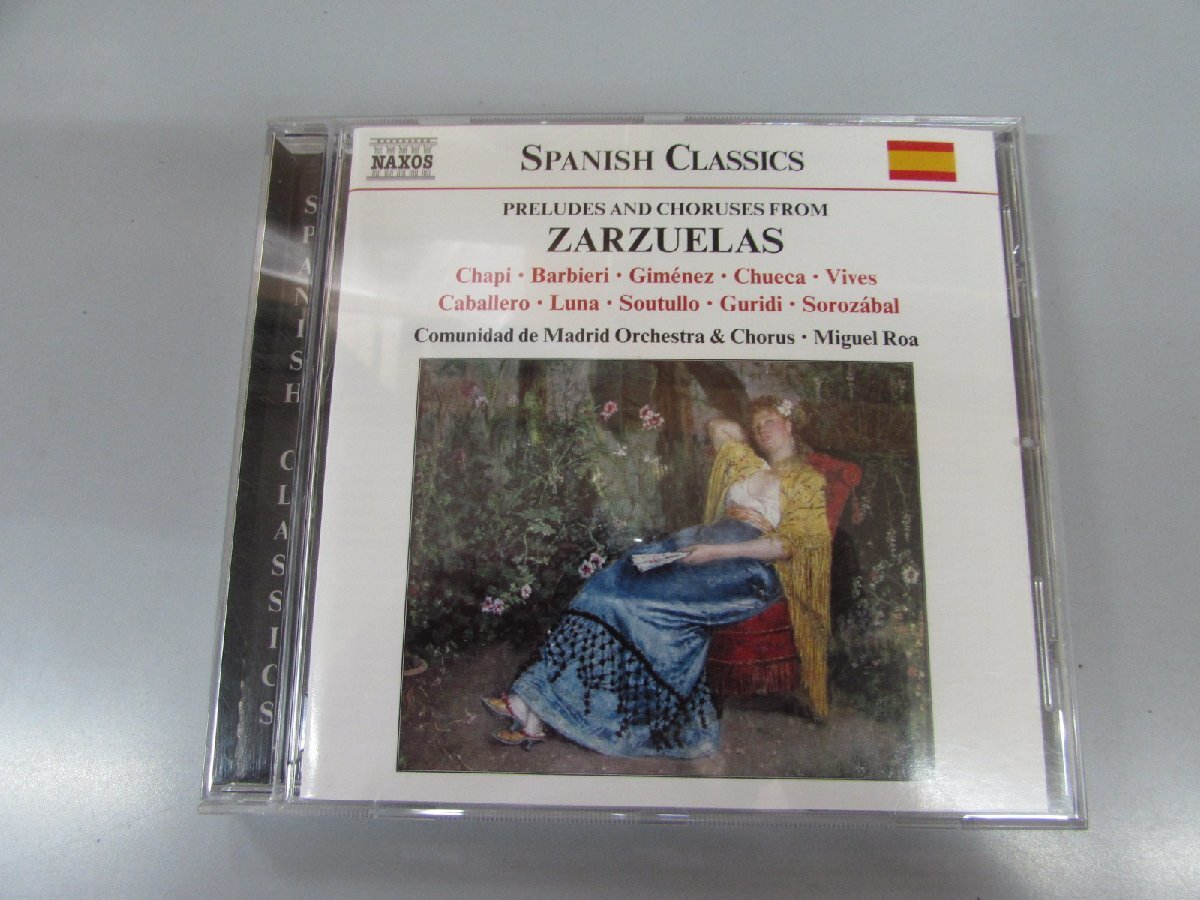 NAXOS
SPANISH CLASSICS
PRELUDES AND CHORUSES FROM
ZARZUELAS
Chapi · Barbieri · Giménez · Chueca · Vives
Caballero · Luna · Soutullo · Guridi · Sorozábal
Comunidad de Madrid Orchestra & Chorus · Miguel Roa
SPANISH CLASSICS